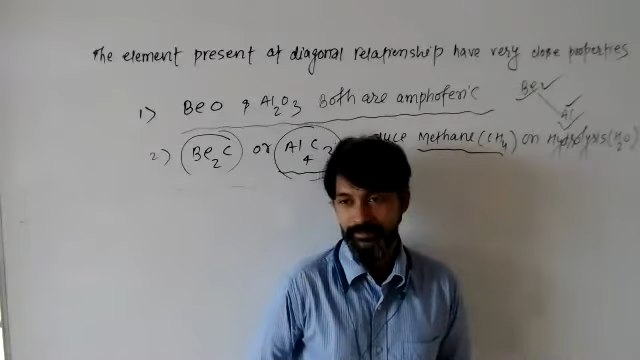 The element present at diagonal relationship have very close properties
1) BeO & Al2O3 Both are amphoteric
Be
Al
2) Be2C or Al4C Methane (CH4) on Hydrolysis (H2O)